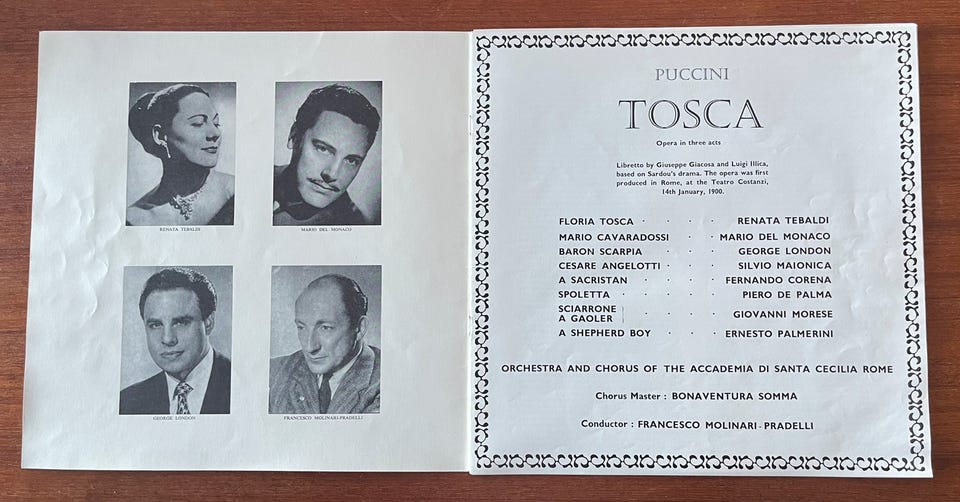 RENATA TEBALDI
MARIO DEL MONACO
GEORGE LONDON
FRANCESCO MOLINARI-PRADELLI
PUCCINI
TOSCA
Opera in three acts
Libretto by Giuseppe Giacosa and Luigi Illica,
based on Sardou's drama. The opera was first
produced in Rome, at the Teatro Costanzi,
14th January, 1900.
FLORIA TOSCA · · · · RENATA TEBALDI
MARIO CAVARADOSSI · · MARIO DEL MONACO
BARON SCARPIA · · · GEORGE LONDON
CESARE ANGELOTTI · · · SILVIO MAIONICA
A SACRISTAN · · · FERNANDO CORENA
SPOLETTA · · · · PIERO DE PALMA
SCIARRONE
A GAOLER · · · GIOVANNI MORESE
A SHEPHERD BOY · · ERNESTO PALMERINI
ORCHESTRA AND CHORUS OF THE ACCADEMIA DI SANTA CECILIA ROME
Chorus Master : BONAVENTURA SOMMA
Conductor : FRANCESCO MOLINARI-PRADELLI